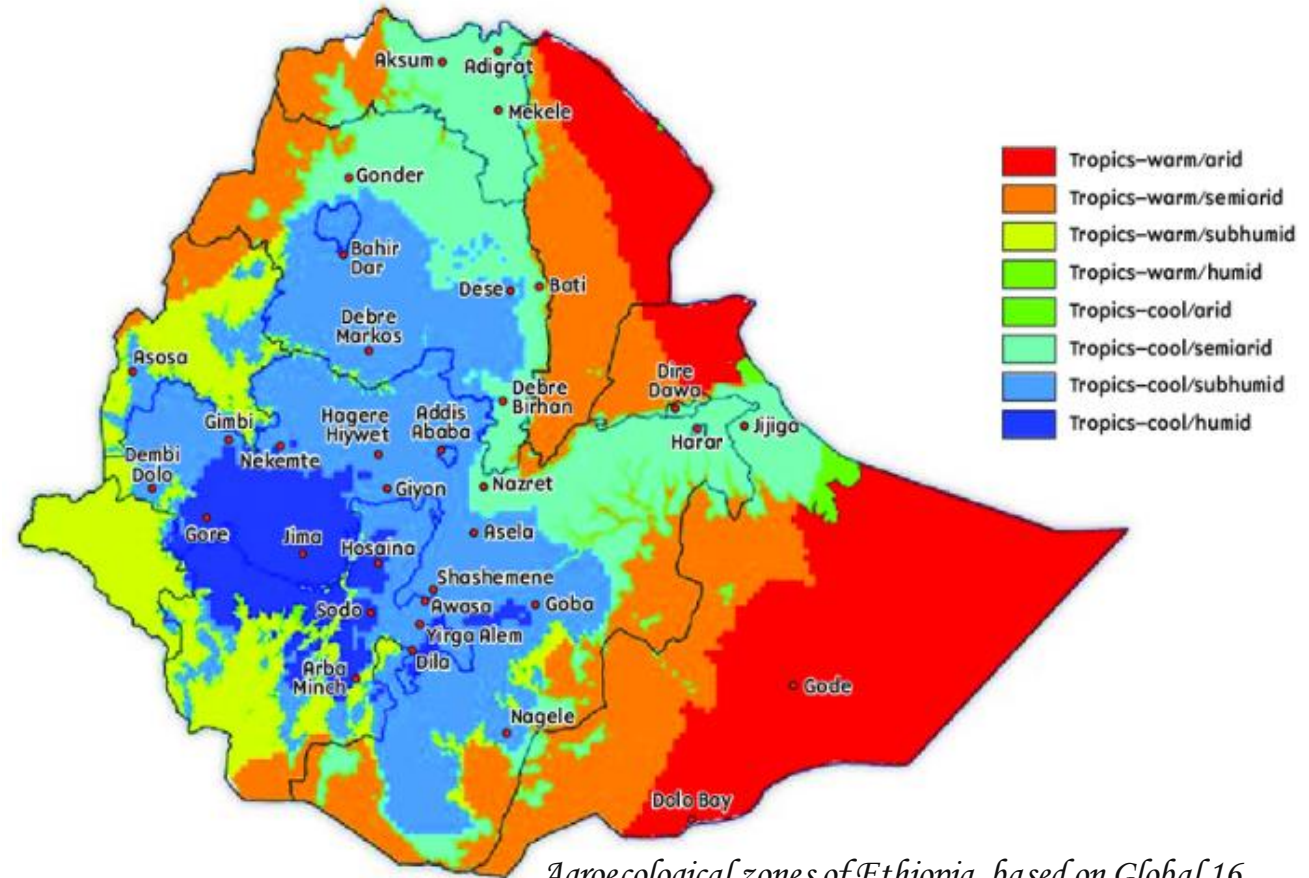 Aksum
Adigrat
Mekele
Gonder
Bahir
Dar
Dese
Bati
Debre
Markos
Asosa
Dire
Dawa
Debre
Birhan
Gimbi
Hagere
Hiywet
Addis
Ababa
Harar
Jijiga
Nekemte
Dembi
Dolo
Giyon
Nazret
Gore
Jima
Hosaina
Asela
Shashemene
Sodo
Awasa
Goba
Yirga Alem
Dila
Arba
Minch
Gode
Nagele
Dolo Bay
Tropics–warm/arid
Tropics–warm/semiarid
Tropics–warm/subhumid
Tropics–warm/humid
Tropics–cool/arid
Tropics–cool/semiarid
Tropics–cool/subhumid
Tropics–cool/humid
Agroecological zones of Ethiopia, based on Global 16